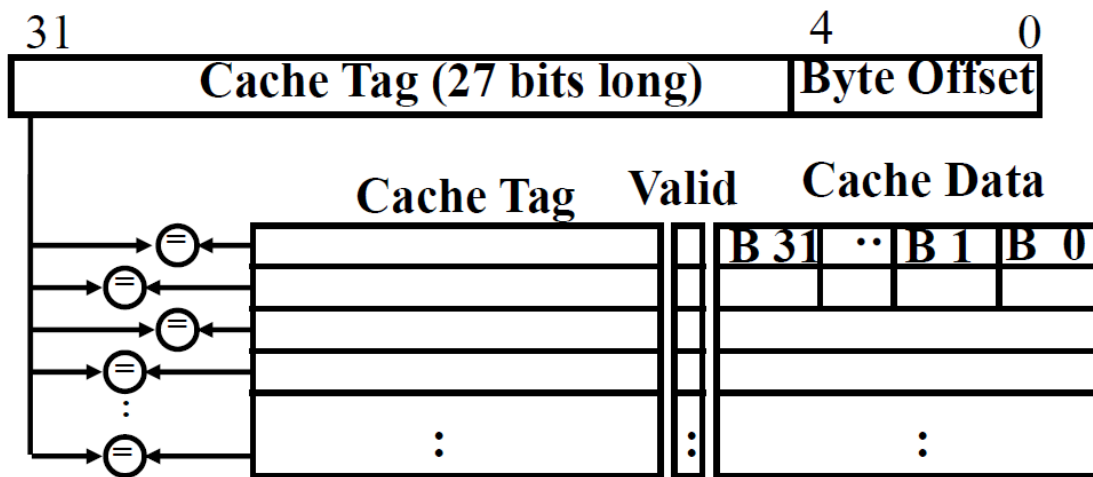 31 4 0
Cache Tag (27 bits long) Byte Offset
Cache Tag Valid Cache Data
= B 31 ·· B 1 B 0
=
=
=
:
= : : :